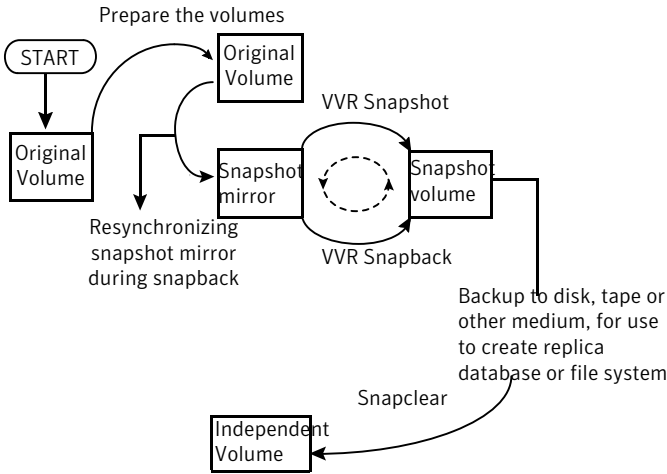 Prepare the volumes
START
Original
Volume
Original
Volume
VVR Snapshot
Snapshot
mirror
Snapshot
volume
Resynchronizing
snapshot mirror
during snapback
VVR Snapback
Backup to disk, tape or
other medium, for use
to create replica
database or file system
Snapclear
Independent
Volume